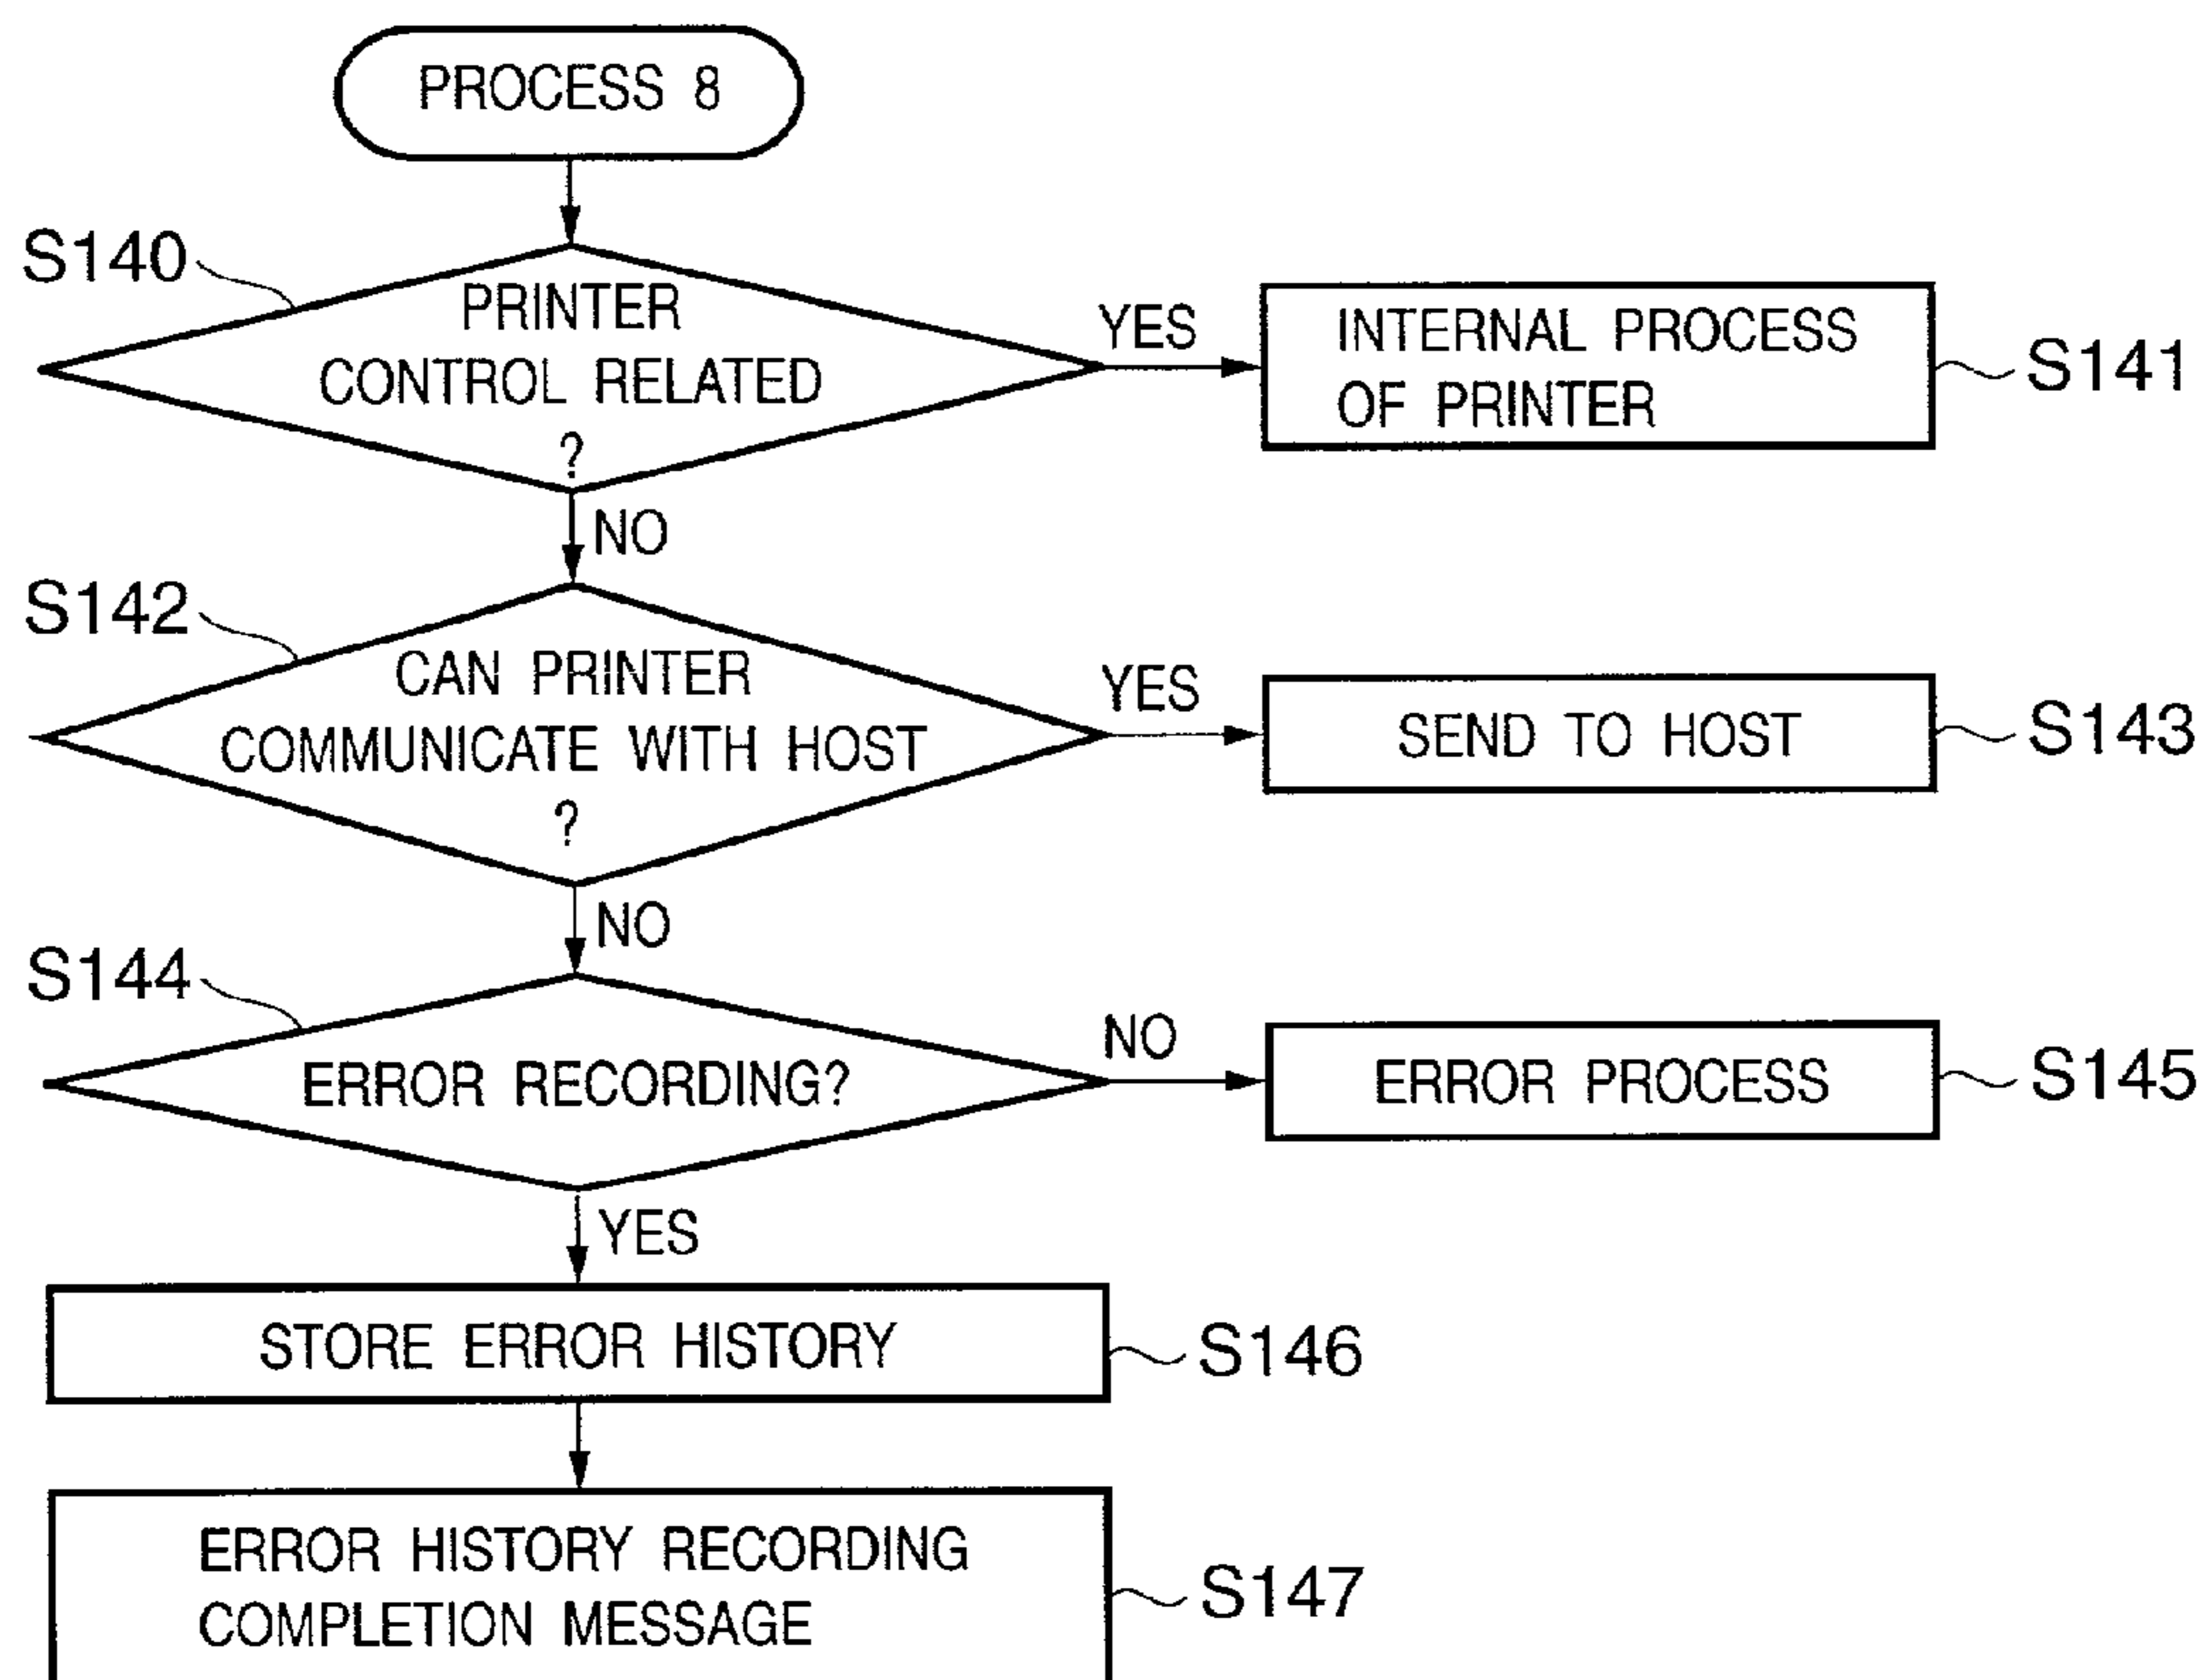 PROCESS 8
S140
PRINTER
CONTROL RELATED
?
YES
INTERNAL PROCESS
OF PRINTER
S141
NO
S142
CAN PRINTER
COMMUNICATE WITH HOST
?
YES
SEND TO HOST
S143
NO
S144
ERROR RECORDING?
NO
ERROR PROCESS
S145
YES
STORE ERROR HISTORY
S146
ERROR HISTORY RECORDING
COMPLETION MESSAGE
S147